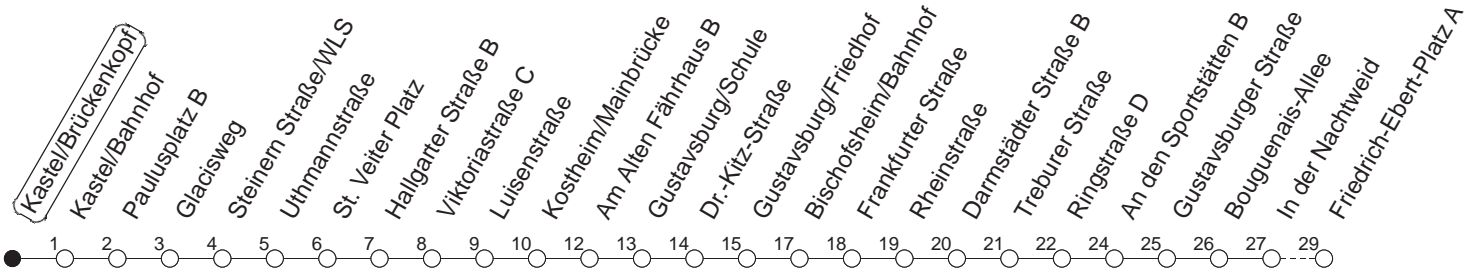 Kastel/Brückenkopf
Kastel/Bahnhof
Paulusplatz B
Glacisweg
Steinern Straße/WLS
Uthmannstraße
St. Veiter Platz
Hallgarter Straße B
Viktoriastraße C
Luisenstraße
Kostheim/Mainbrücke
Am Alten Fährhaus B
Gustavsburg/Schule
Dr.-Kitz-Straße
Gustavsburg/Friedhof
Bischofsheim/Bahnhof
Frankfurter Straße
Rheinstraße
Darmstädter Straße B
Treburer Straße
Ringstraße D
An den Sportstätten B
Gustavsburger Straße
Bouguenais-Allee
In der Nachtweid
Friedrich-Ebert-Platz A
1 2 3 4 5 6 7 8 9 10 12 13 14 15 17 18 19 20 21 22 24 25 26 27 29